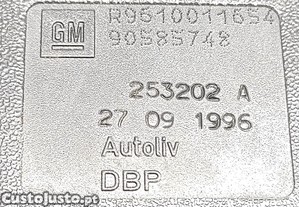 GM
R9510011654
90585748
253202 A
27 09 1996
Autoliv
DBP
CustoJusto.pt